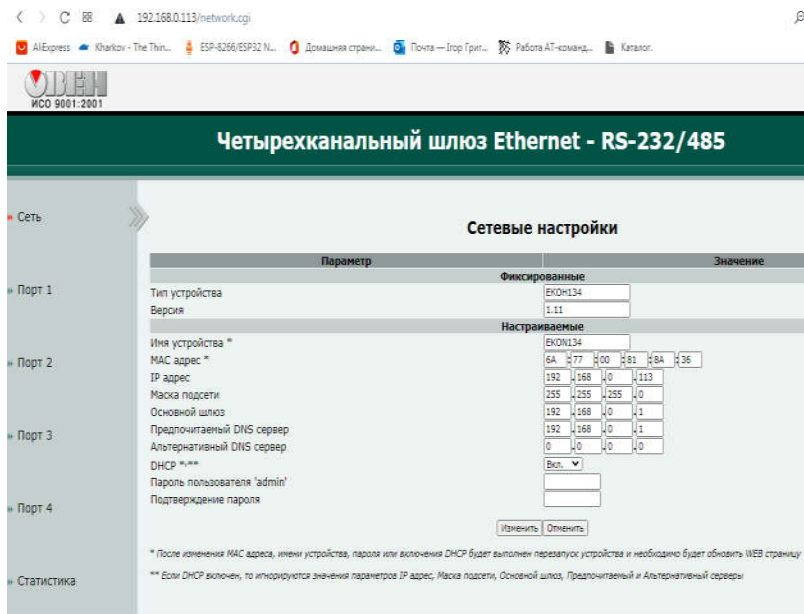 192.168.0.113/network.cgi
AliExpress
Kharkov - The Thin...
ESP-8266/ESP32 N...
Домашняя страни...
Почта — Ігор Григ...
Работа AT-команд...
Каталог.
ОВЕН
ИСО 9001:2001
Четырехканальный шлюз Ethernet - RS-232/485
» Сеть
» Порт 1
» Порт 2
» Порт 3
» Порт 4
» Статистика
Сетевые настройки
Параметр Значение
Фиксированные
Тип устройства ЕКОН134
Версия 1.11
Настраиваемые
Имя устройства * EKON134
MAC адрес * 6A : 77 : 00 : 81 : 8A : 36
IP адрес 192 . 168 . 0 . 113
Маска подсети 255 . 255 . 255 . 0
Основной шлюз 192 . 168 . 0 . 1
Предпочитаемый DNS сервер 192 . 168 . 0 . 1
Альтернативный DNS сервер 0 . 0 . 0 . 0
DHCP *,** Вкл.
Пароль пользователя 'admin'
Подтверждение пароля
Изменить Отменить
* После изменения MAC адреса, имени устройства, пароля или включения DHCP будет выполнен перезапуск устройства и необходимо будет обновить WEB страницу
** Если DHCP включен, то игнорируются значения параметров IP адрес, Маска подсети, Основной шлюз, Предпочитаемый и Альтернативный серверы